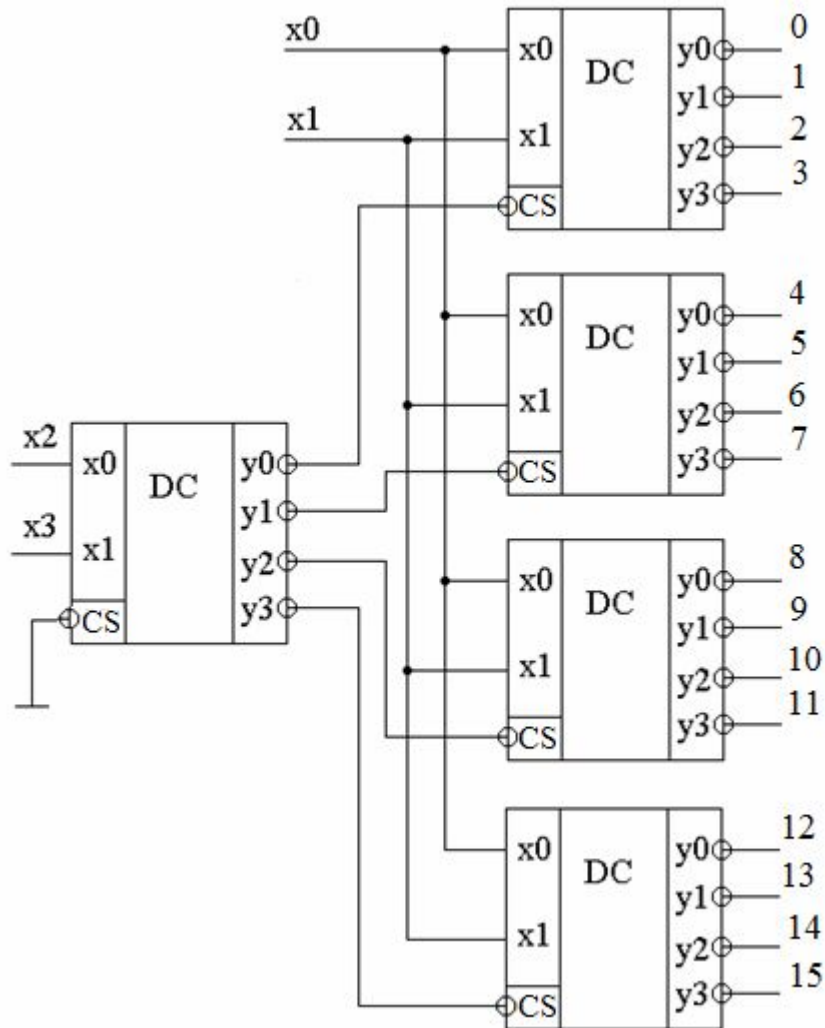 x0
x0 DC y0 0
y1 1
x1
x1 y2 2
y3 3
CS
x0 DC y0 4
y1 5
x1 y2 6
y3 7
CS
x2
x0 DC y0
y1
x3
x1 y2
y3
CS
x0 DC y0 8
y1 9
x1 y2 10
y3 11
CS
x0 DC y0 12
y1 13
x1 y2 14
y3 15
CS